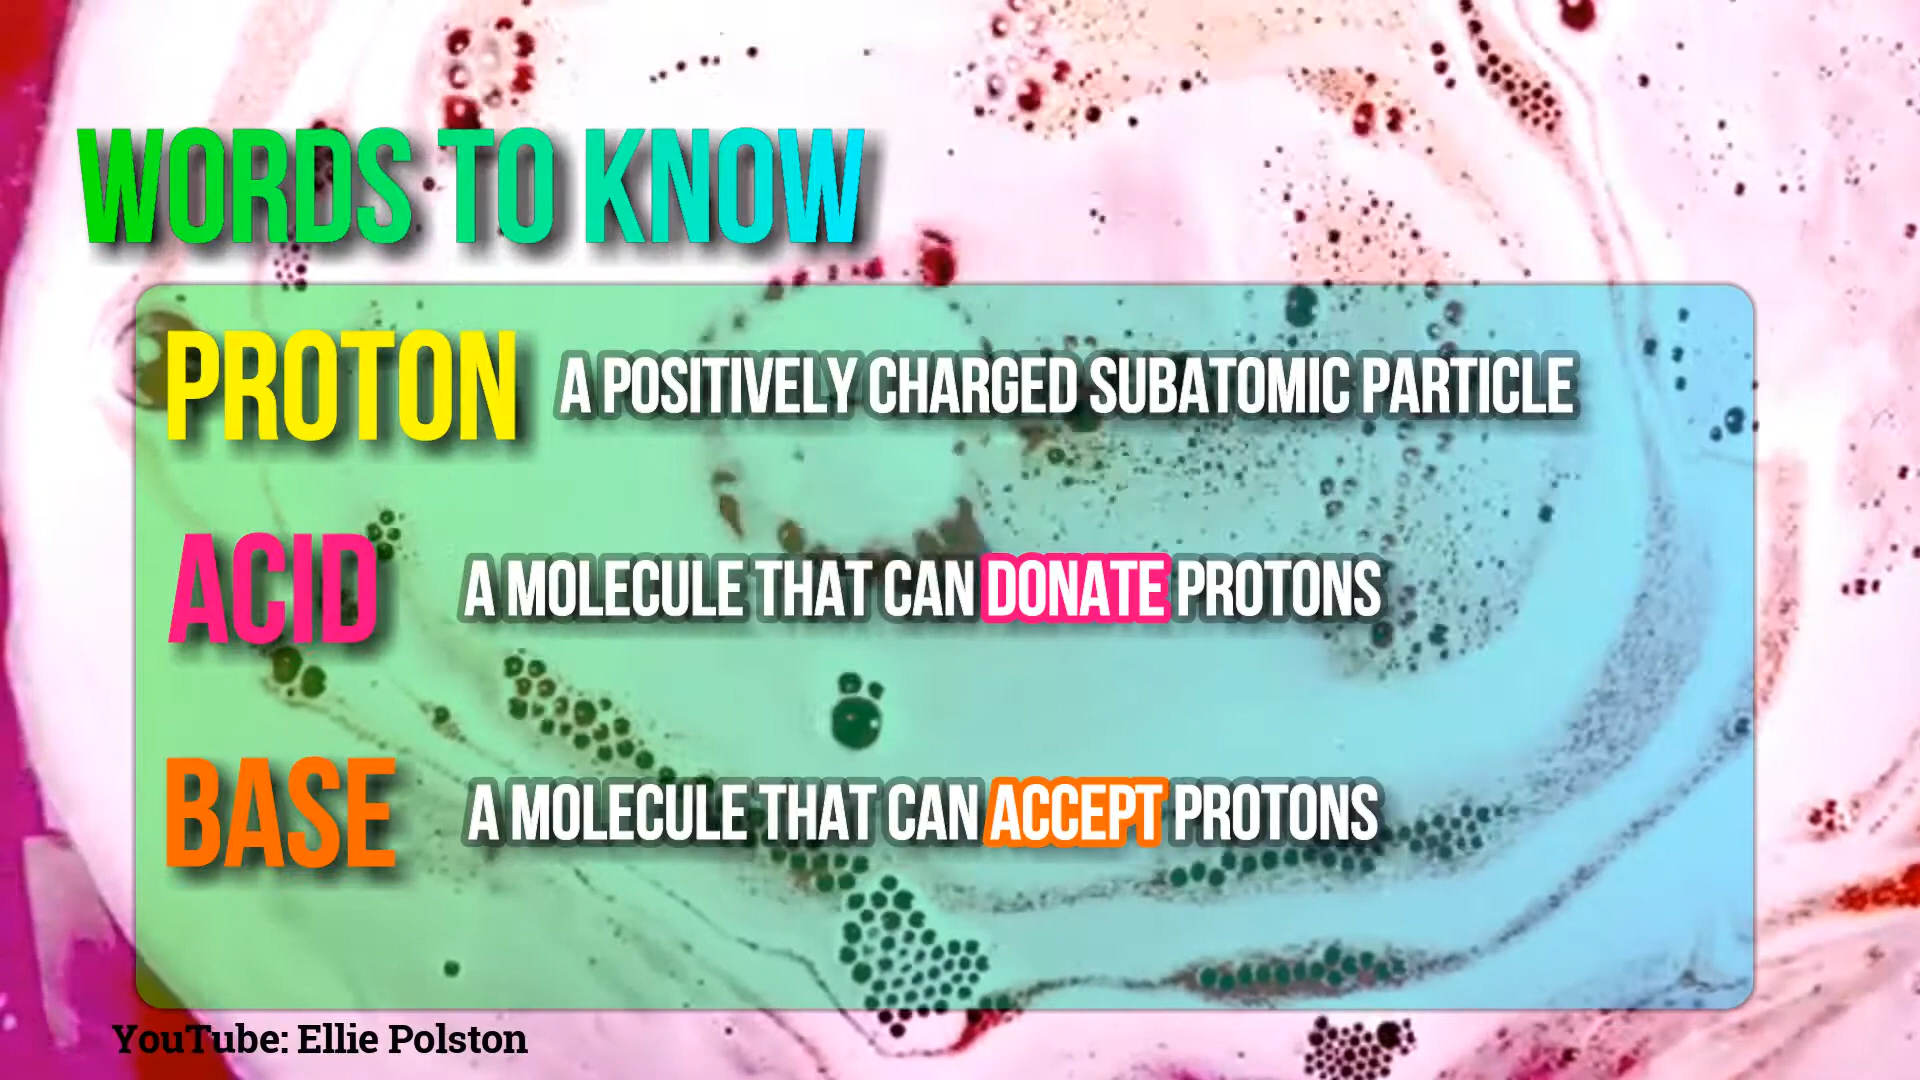 WORDS TO KNOW
PROTON A POSITIVELY CHARGED SUBATOMIC PARTICLE
ACID A MOLECULE THAT CAN DONATE PROTONS
BASE A MOLECULE THAT CAN ACCEPT PROTONS
YouTube: Ellie Polston